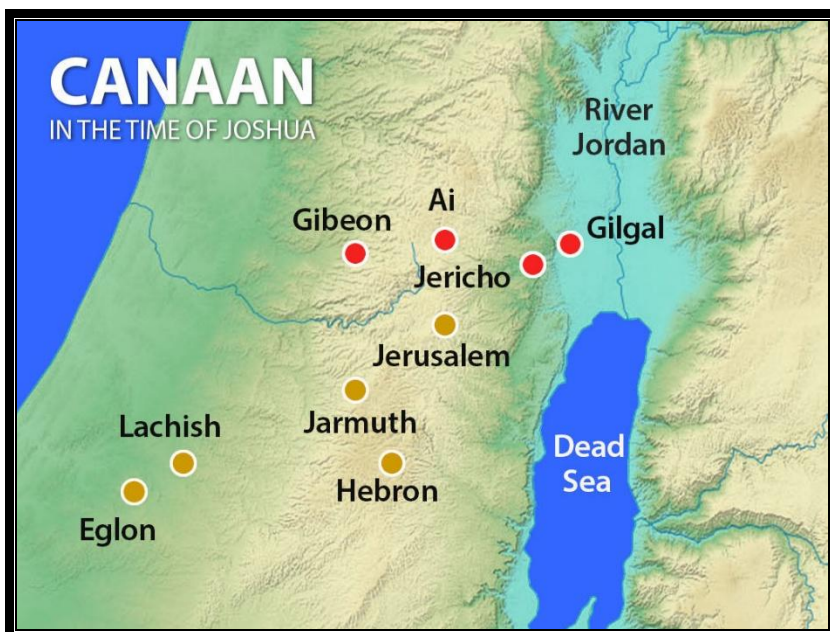 CANAAN
IN THE TIME OF JOSHUA
River
Jordan
Ai
Gibeon
Gilgal
Jericho
Jerusalem
Jarmuth
Lachish
Hebron
Eglon
Dead
Sea